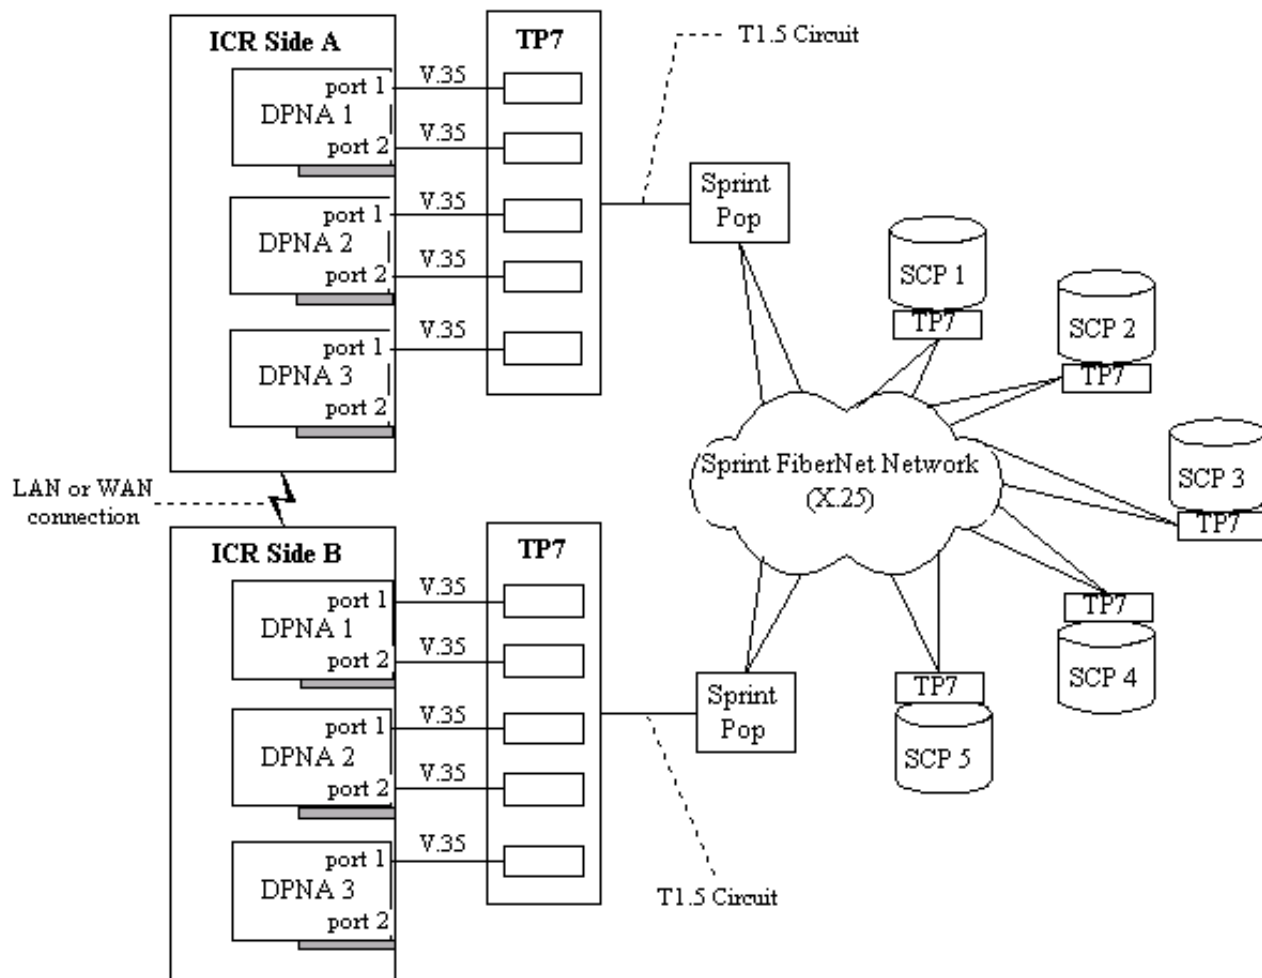 ICR Side A
port 1
DPNA 1
port 2
port 1
DPNA 2
port 2
port 1
DPNA 3
port 2
V.35
V.35
V.35
V.35
V.35
TP7
T1.5 Circuit
Sprint
Pop
SCP 1
TP7
SCP 2
TP7
SCP 3
TP7
Sprint FiberNet Network
(X.25)
LAN or WAN
connection
ICR Side B
port 1
DPNA 1
port 2
port 1
DPNA 2
port 2
port 1
DPNA 3
port 2
V.35
V.35
V.35
V.35
V.35
TP7
Sprint
Pop
T1.5 Circuit
TP7
SCP 4
TP7
SCP 5